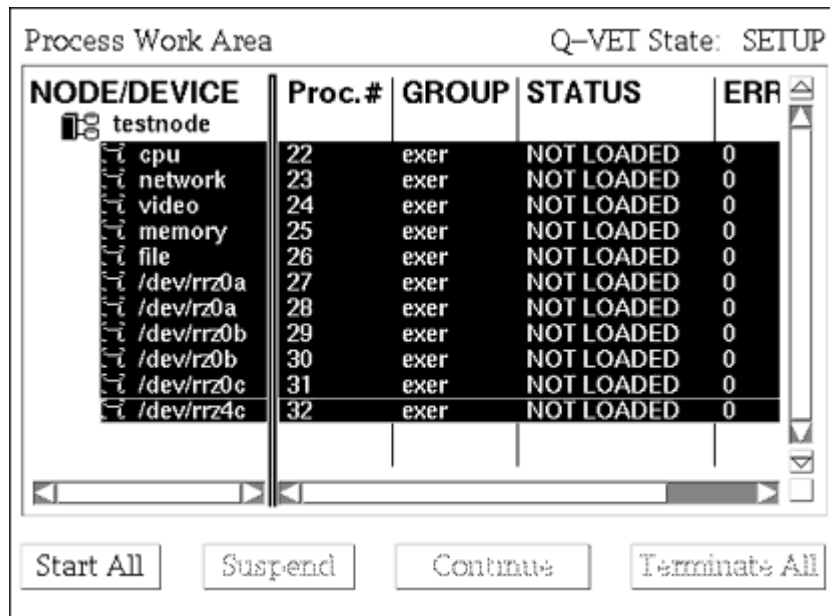 Process Work Area Q-VET State: SETUP
NODE/DEVICE Proc.# GROUP STATUS ERR
testnode
cpu 22 exer NOT LOADED 0
network 23 exer NOT LOADED 0
video 24 exer NOT LOADED 0
memory 25 exer NOT LOADED 0
file 26 exer NOT LOADED 0
/dev/rrz0a 27 exer NOT LOADED 0
/dev/rz0a 28 exer NOT LOADED 0
/dev/rrz0b 29 exer NOT LOADED 0
/dev/rz0b 30 exer NOT LOADED 0
/dev/rrz0c 31 exer NOT LOADED 0
/dev/rrz4c 32 exer NOT LOADED 0
Start All Suspend Continue Terminate All